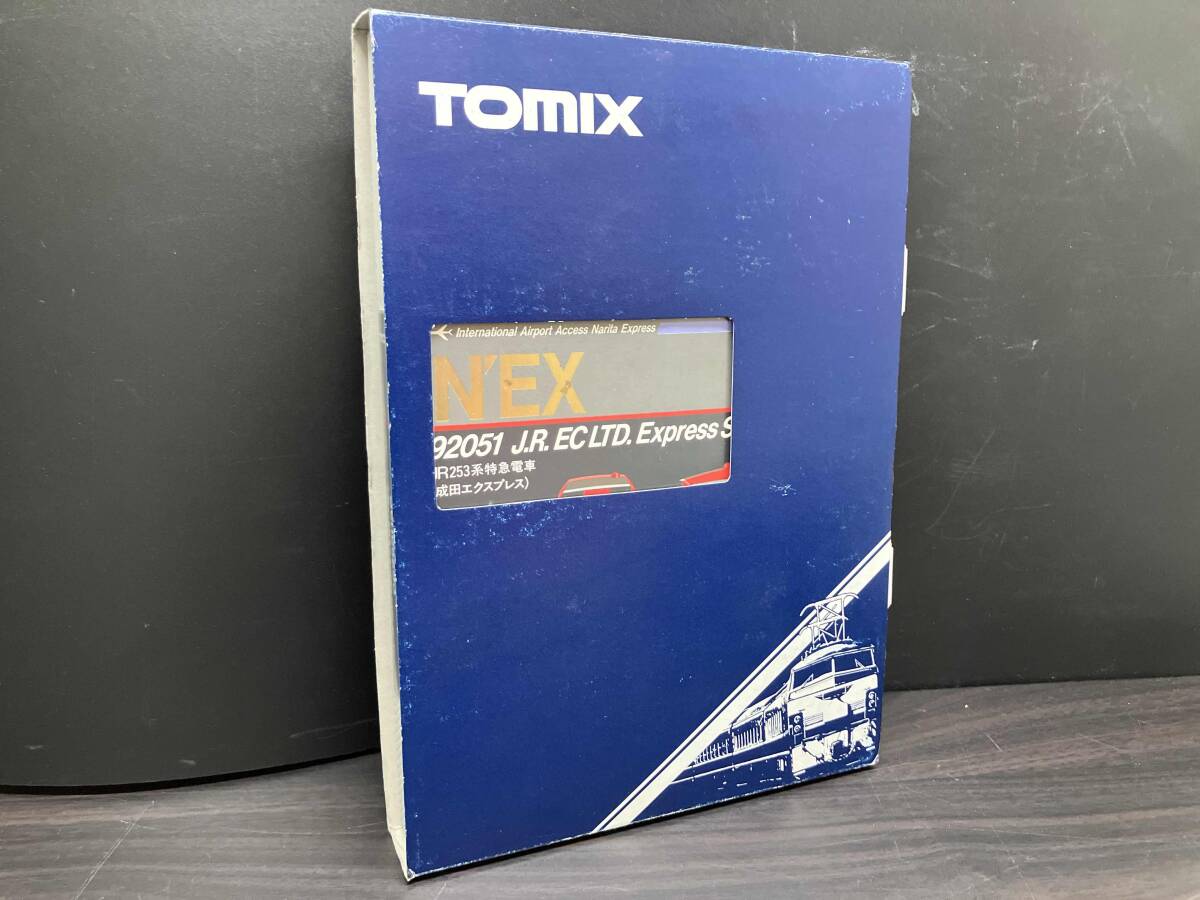 TOMIX
International Airport Access Narita Express
N'EX
92051 J.R. EC LTD. Express S
JR253系特急電車
(成田エクスプレス)